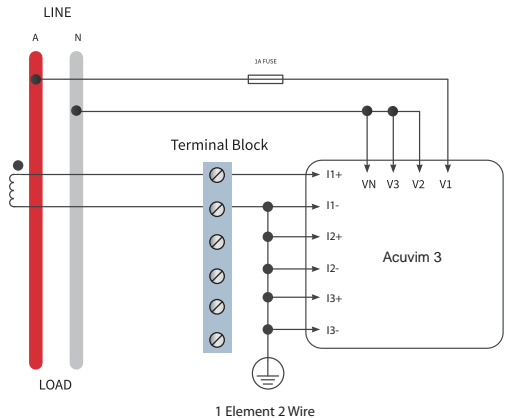 LINE
A
N
1A FUSE
Terminal Block
VN V3 V2 V1
I1+
I1-
I2+
I2-
I3+
I3-
Acuvim 3
LOAD
1 Element 2 Wire